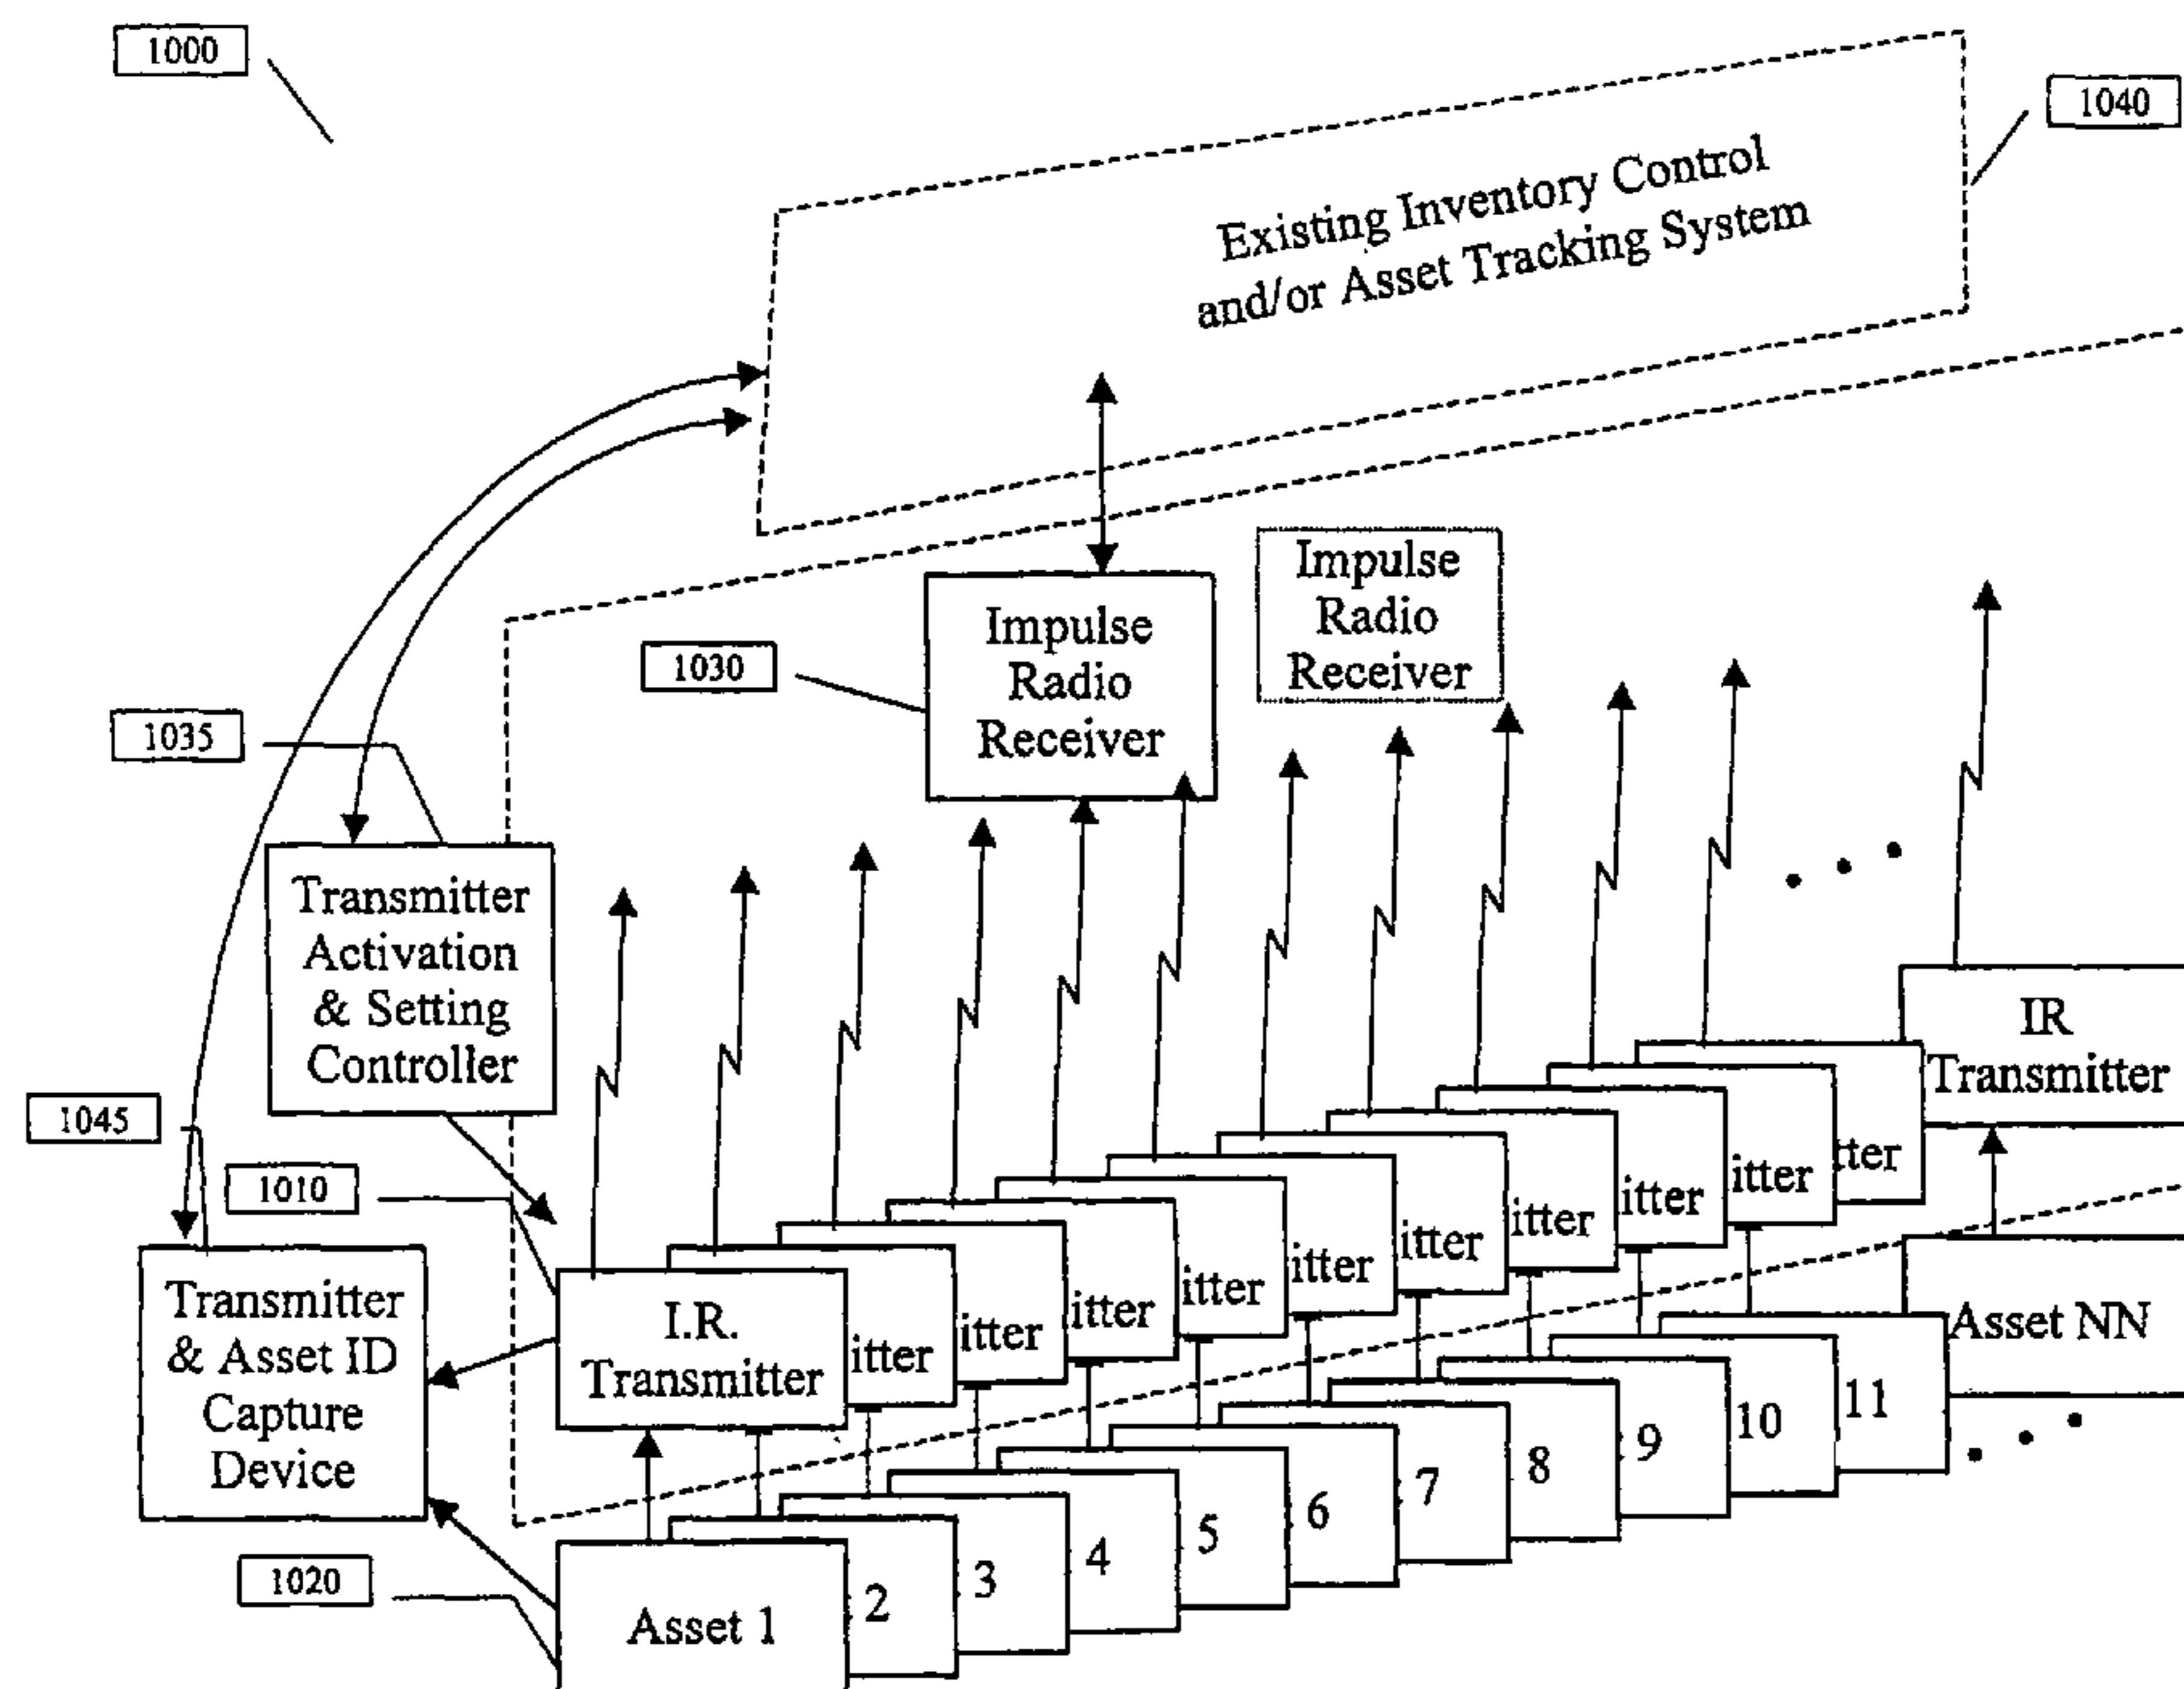 1000
1040
Existing Inventory Control
and/or Asset Tracking System
Impulse
Radio
Receiver
Impulse
Radio
Receiver
1030
1035
Transmitter
Activation
& Setting
Controller
IR
Transmitter
1045
1010
itter
itter
itter
itter
itter
itter
itter
itter
itter
tter
I.R.
Transmitter
Transmitter
& Asset ID
Capture
Device
Asset NN
11
10
9
8
7
6
5
4
3
2
1020
Asset 1